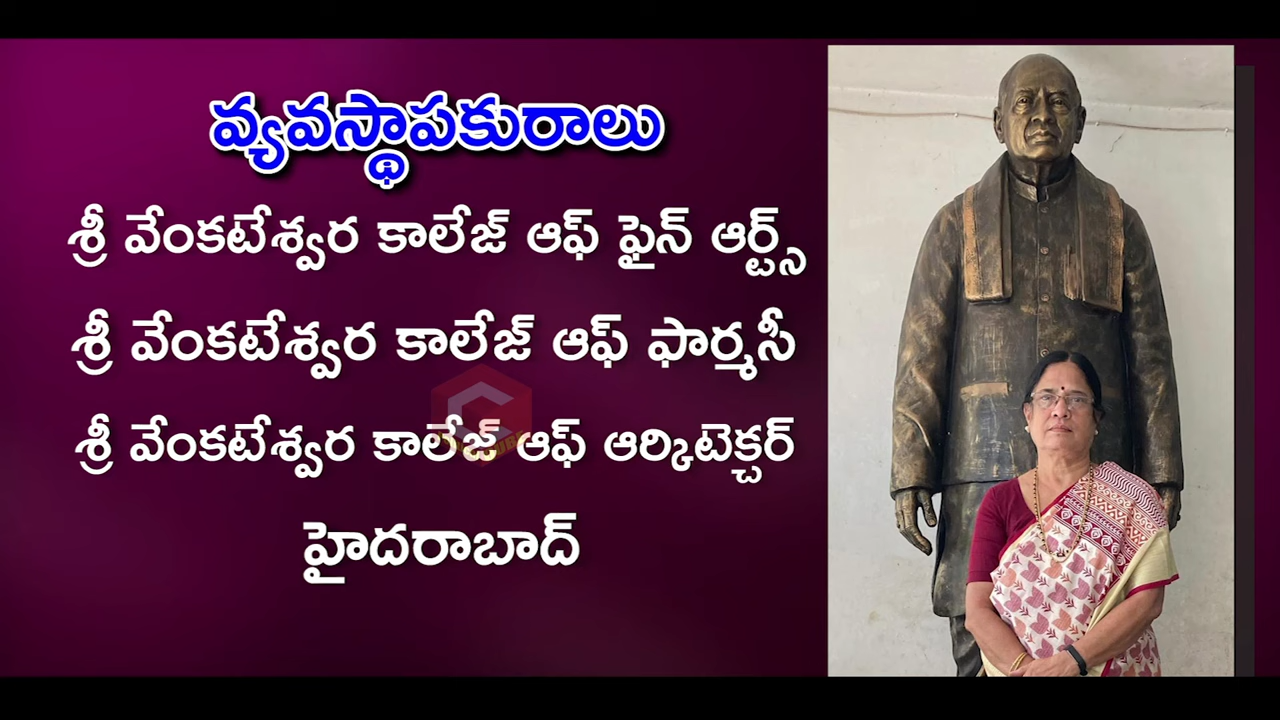 వ్యవస్థాపకురాలు
శ్రీ వేంకటేశ్వర కాలేజ్ ఆఫ్ ఫైన్ ఆర్ట్స్
శ్రీ వేంకటేశ్వర కాలేజ్ ఆఫ్ ఫార్మసీ
శ్రీ వేంకటేశ్వర కాలేజ్ ఆఫ్ ఆర్కిటెక్చర్
హైదరాబాద్